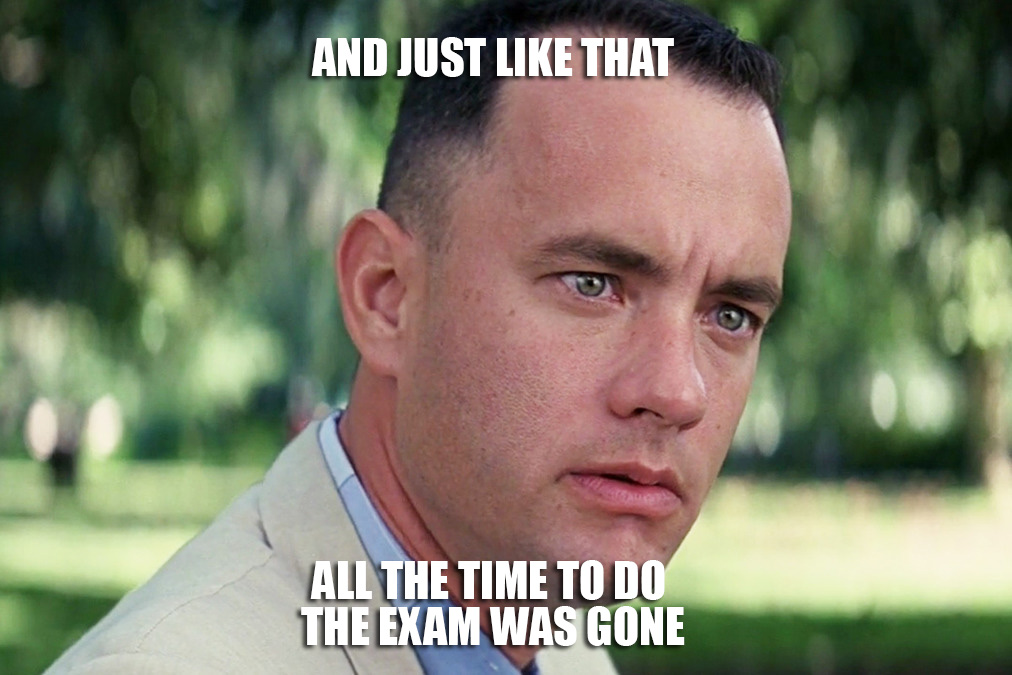 AND JUST LIKE THAT
ALL THE TIME TO DO
THE EXAM WAS GONE